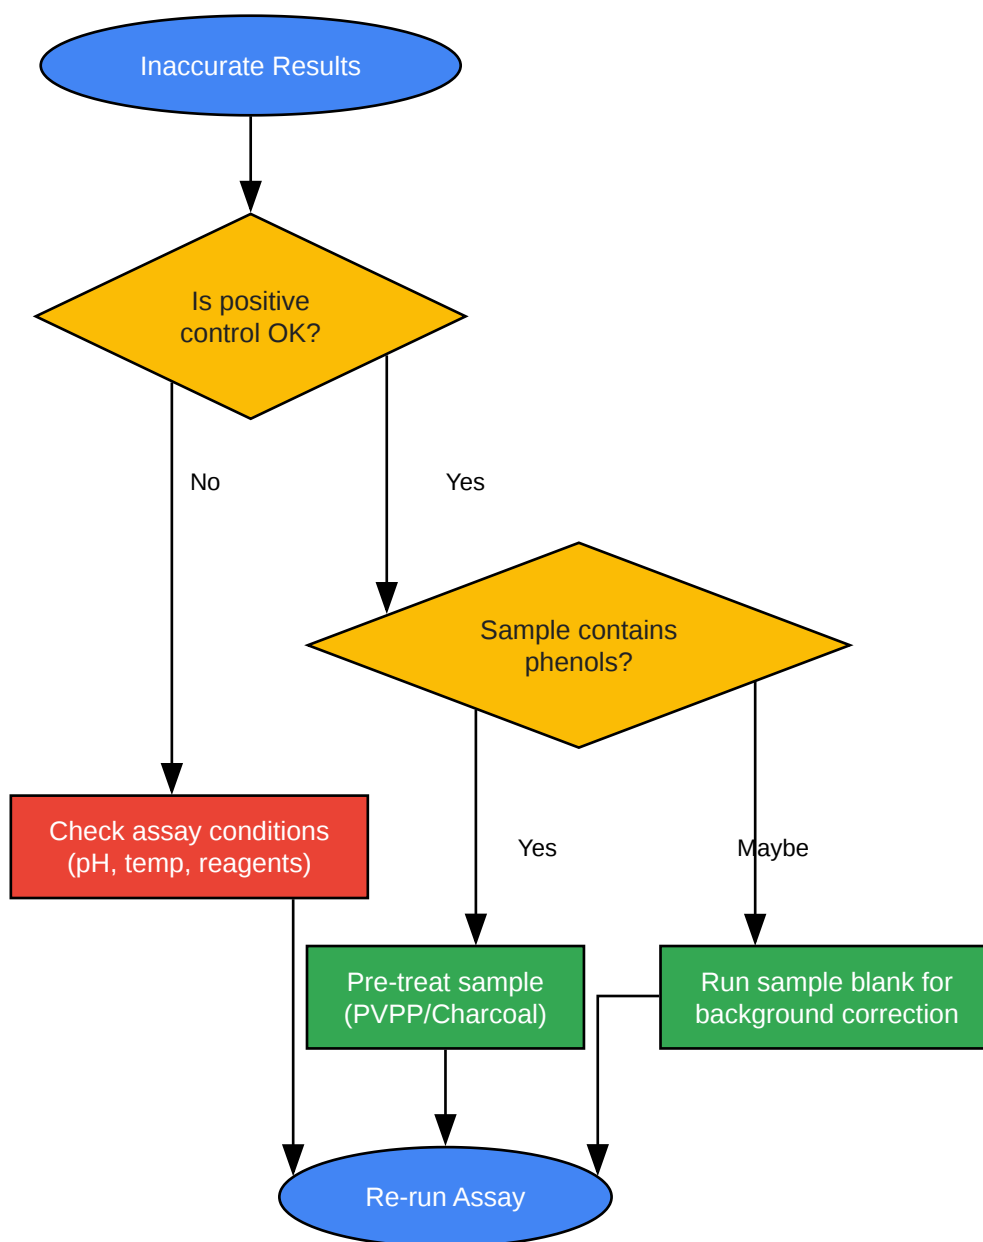 Inaccurate Results
Is positive
control OK?
No
Yes
Sample contains
phenols?
Check assay conditions
(pH, temp, reagents)
Yes
Maybe
Pre-treat sample
(PVPP/Charcoal)
Run sample blank for
background correction
Re-run Assay